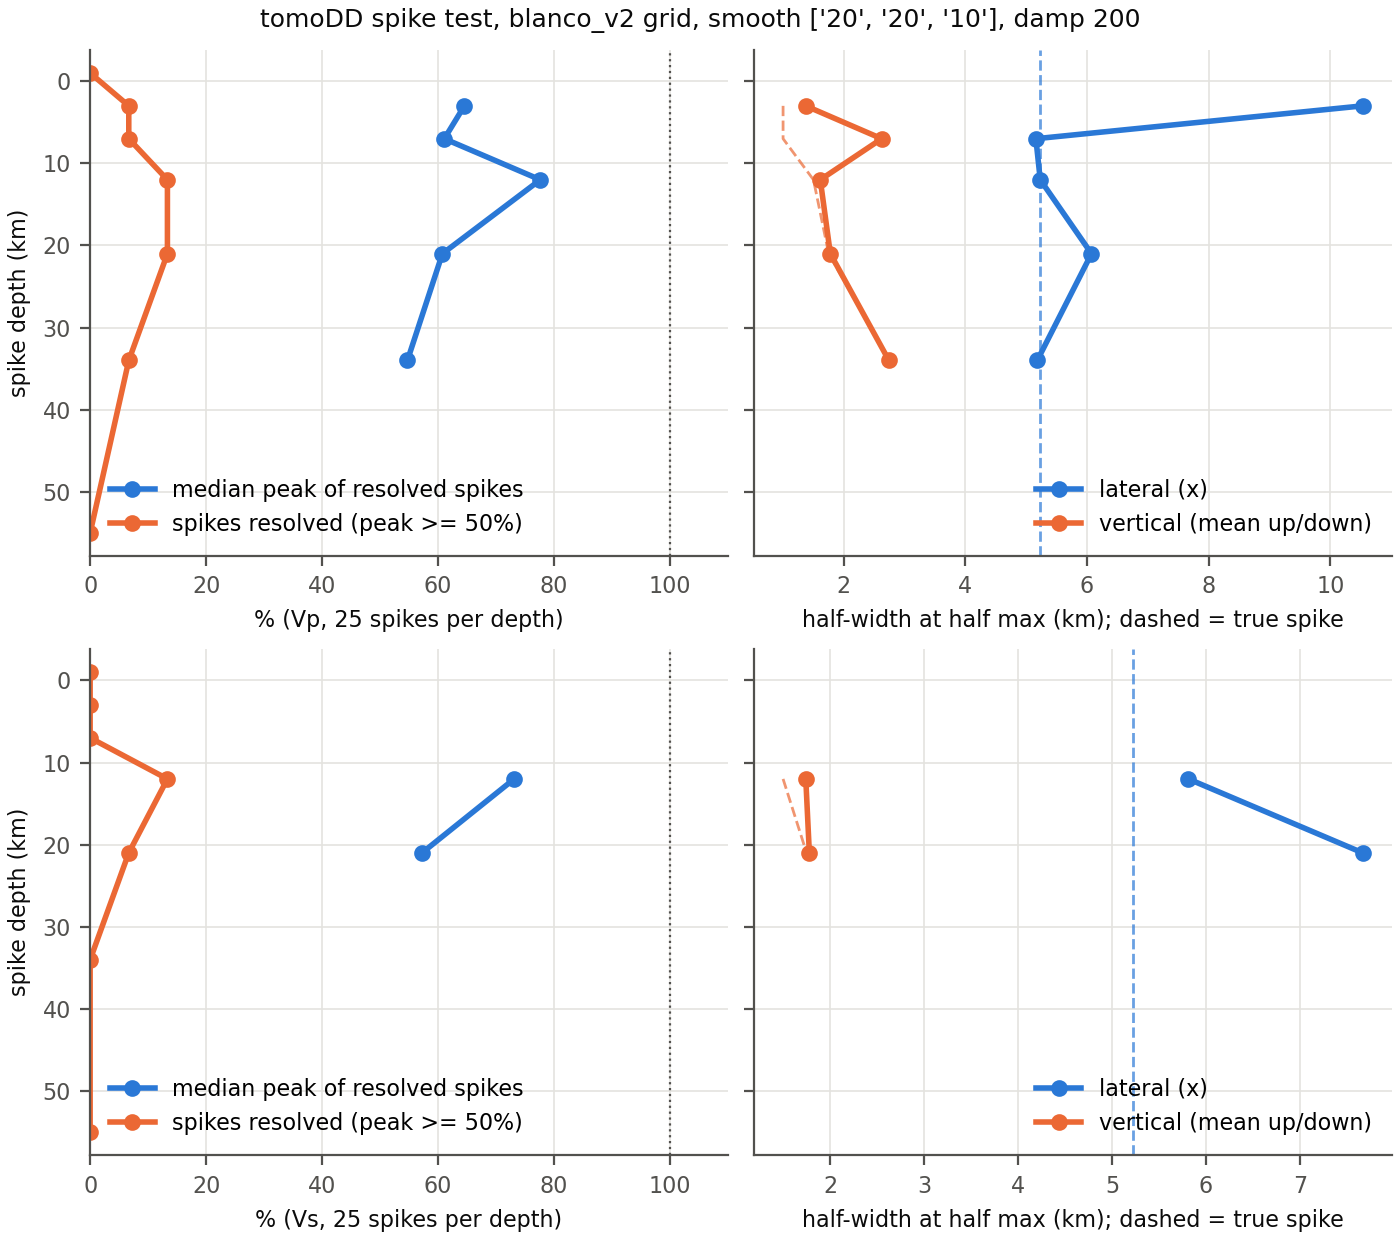 tomoDD spike test, blanco_v2 grid, smooth ['20', '20', '10'], damp 200
spike depth (km)
0
10
20
30
40
50
median peak of resolved spikes
spikes resolved (peak >= 50%)
0 20 40 60 80 100
% (Vp, 25 spikes per depth)
lateral (x)
vertical (mean up/down)
2 4 6 8 10
half-width at half max (km); dashed = true spike
spike depth (km)
0
10
20
30
40
50
median peak of resolved spikes
spikes resolved (peak >= 50%)
0 20 40 60 80 100
% (Vs, 25 spikes per depth)
lateral (x)
vertical (mean up/down)
2 3 4 5 6 7
half-width at half max (km); dashed = true spike